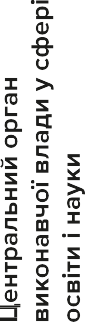 Центральний орган
виконавчої влади у сфері
освіти і науки